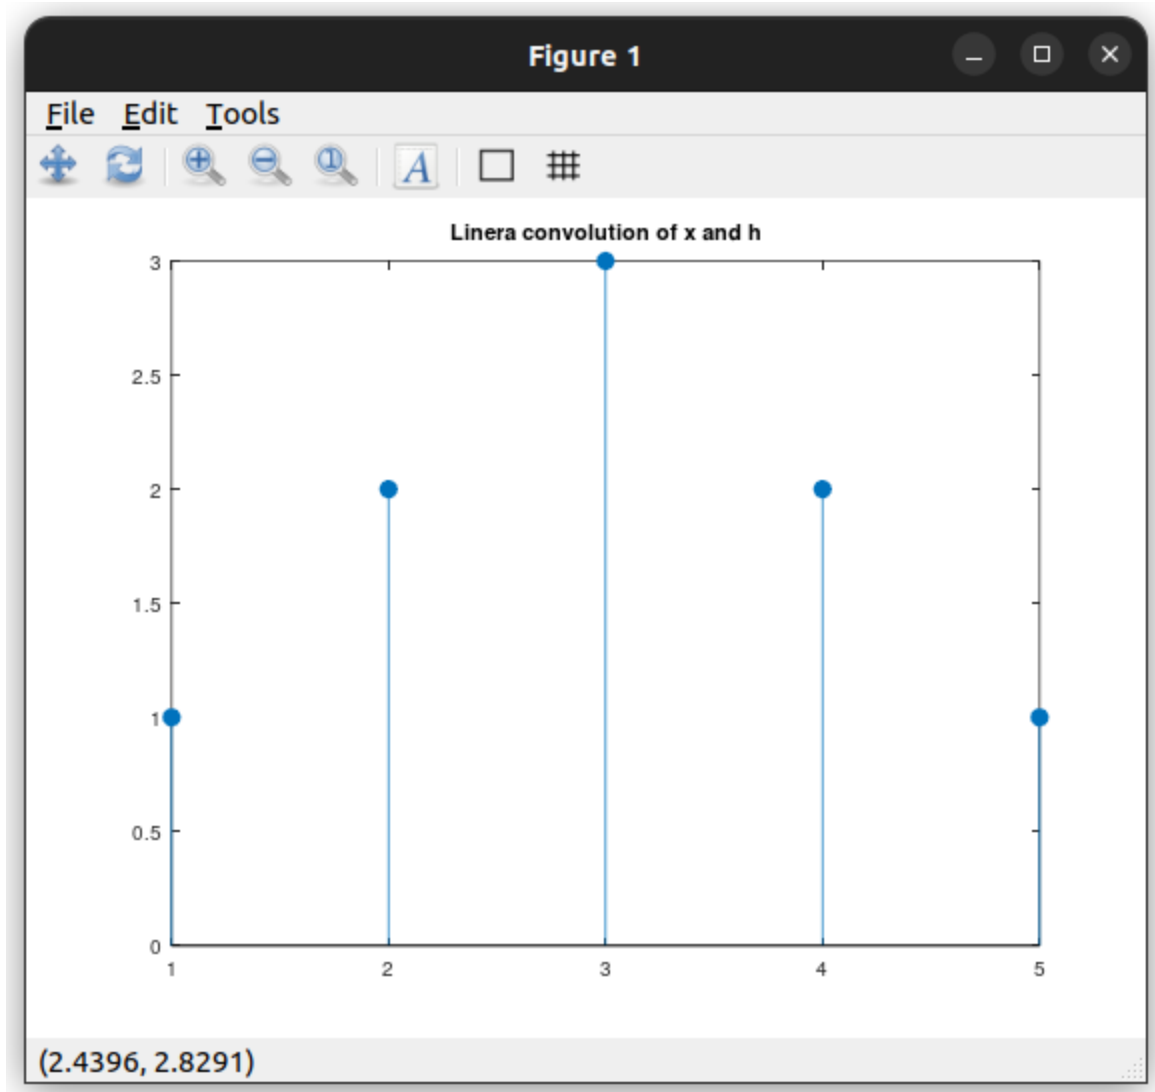 Figure 1
File Edit Tools
A
Linera convolution of x and h
3
2.5
2
1.5
1
0.5
0
1 2 3 4 5
(2.4396, 2.8291)